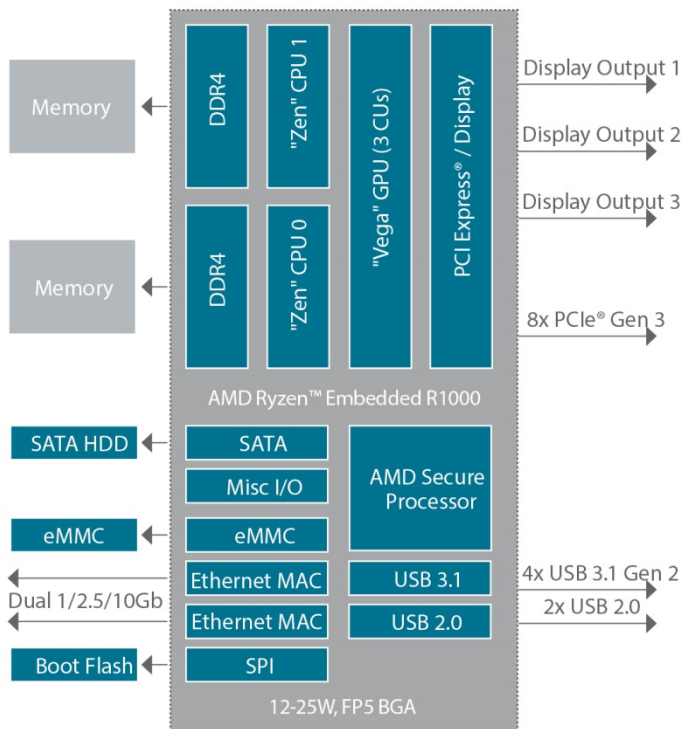 Memory
DDR4
"Zen" CPU 1
"Vega" GPU (3 CUs)
PCI Express® / Display
Display Output 1
Display Output 2
Display Output 3
Memory
DDR4
"Zen" CPU 0
8x PCIe® Gen 3
AMD Ryzen™ Embedded R1000
SATA HDD
SATA
AMD Secure
Processor
Misc I/O
eMMC
eMMC
Ethernet MAC
USB 3.1
4x USB 3.1 Gen 2
Dual 1/2.5/10Gb
Ethernet MAC
USB 2.0
2x USB 2.0
Boot Flash
SPI
12-25W, FP5 BGA